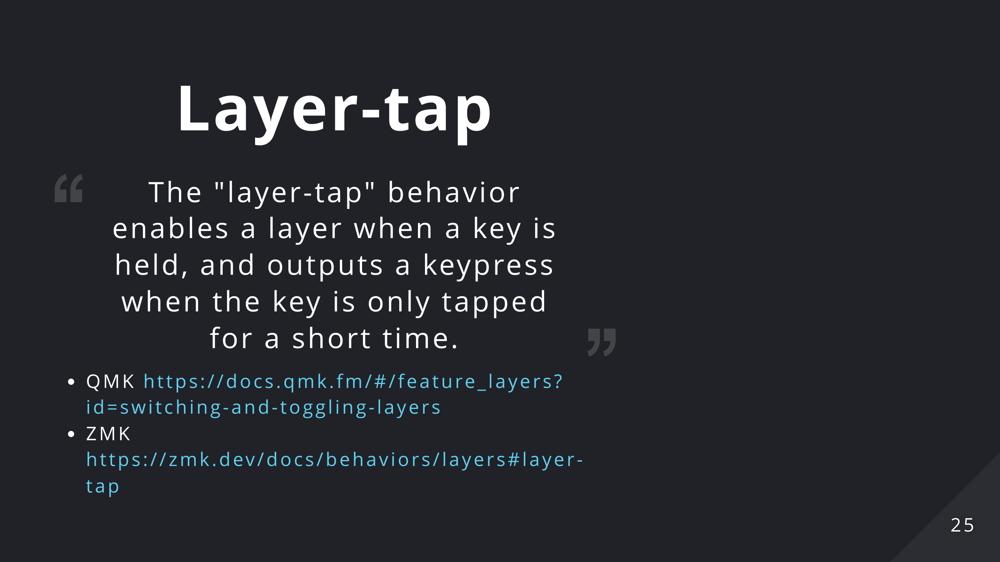 Layer-tap
“
The "layer-tap" behavior
enables a layer when a key is
held, and outputs a keypress
when the key is only tapped
for a short time.
”
• QMK https://docs.qmk.fm/#/feature_layers?
id=switching-and-toggling-layers
• ZMK
https://zmk.dev/docs/behaviors/layers#layer-
tap
25